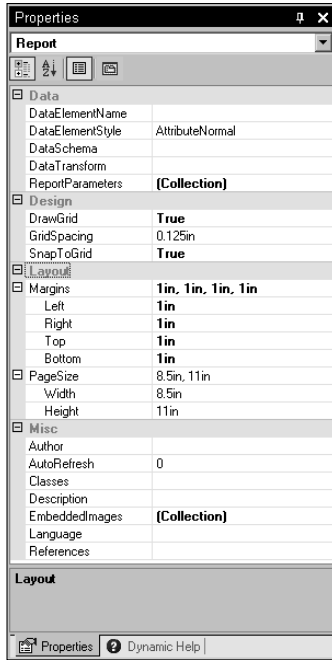 Properties
Report
Data
DataElementName
DataElementStyle AttributeNormal
DataSchema
DataTransform
ReportParameters (Collection)
Design
DrawGrid True
GridSpacing 0.125in
SnapToGrid True
Layout
Margins 1in, 1in, 1in, 1in
Left 1in
Right 1in
Top 1in
Bottom 1in
PageSize 8.5in, 11in
Width 8.5in
Height 11in
Misc
Author
AutoRefresh 0
Classes
Description
EmbeddedImages (Collection)
Language
References
Layout
Properties Dynamic Help